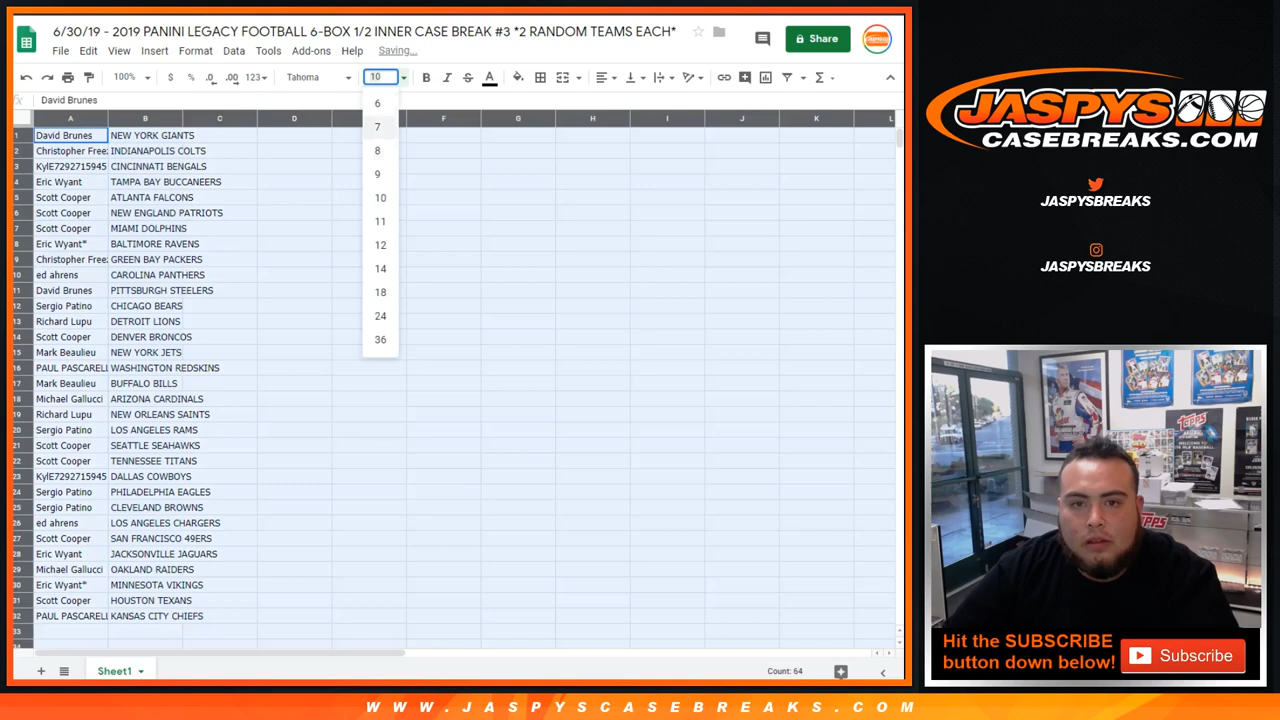 6/30/19 - 2019 PANINI LEGACY FOOTBALL 6-BOX 1/2 INNER CASE BREAK #3 *2 RANDOM TEAMS EACH*
File Edit View Insert Format Data Tools Add-ons Help Saving...
Share
100% $ % .0 .00 123 Tahoma 10 B I S A
fx David Brunes
A B C D F G H I J K L
1 David Brunes NEW YORK GIANTS
2 Christopher Free NEW INDIANAPOLIS COLTS
3 KylE7292715945 CINCINNATI BENGALS
4 Eric Wyant TAMPA BAY BUCCANEERS
5 Scott Cooper ATLANTA FALCONS
6 Scott Cooper NEW ENGLAND PATRIOTS
7 Scott Cooper MIAMI DOLPHINS
8 Eric Wyant* BALTIMORE RAVENS
9 Christopher Free GREEN BAY PACKERS
10 ed ahrens CAROLINA PANTHERS
11 David Brunes PITTSBURGH STEELERS
12 Sergio Patino CHICAGO BEARS
13 Richard Lupu DETROIT LIONS
14 Scott Cooper DENVER BRONCOS
15 Mark Beaulieu NEW YORK JETS
16 PAUL PASCARELL WASHINGTON REDSKINS
17 Mark Beaulieu BUFFALO BILLS
18 Michael Gallucci ARIZONA CARDINALS
19 Richard Lupu NEW ORLEANS SAINTS
20 Sergio Patino LOS ANGELES RAMS
21 Scott Cooper SEATTLE SEAHAWKS
22 Scott Cooper TENNESSEE TITANS
23 KylE7292715945 DALLAS COWBOYS
24 Sergio Patino PHILADELPHIA EAGLES
25 Sergio Patino CLEVELAND BROWNS
26 ed ahrens LOS ANGELES CHARGERS
27 Scott Cooper SAN FRANCISCO 49ERS
28 Eric Wyant JACKSONVILLE JAGUARS
29 Michael Gallucci OAKLAND RAIDERS
30 Eric Wyant* MINNESOTA VIKINGS
31 Scott Cooper HOUSTON TEXANS
32 PAUL PASCARELL KANSAS CITY CHIEFS
33
6
7
8
9
10
11
12
14
18
24
36
Sheet1
Count: 64
JASPYS
CASEBREAKS.COM
JASPYSBREAKS
JASPYSBREAKS
TOPPS
TOPPS
Hit the SUBSCRIBE
button down below!
Subscribe
WWW.JASPYSCASEBREAKS.COM